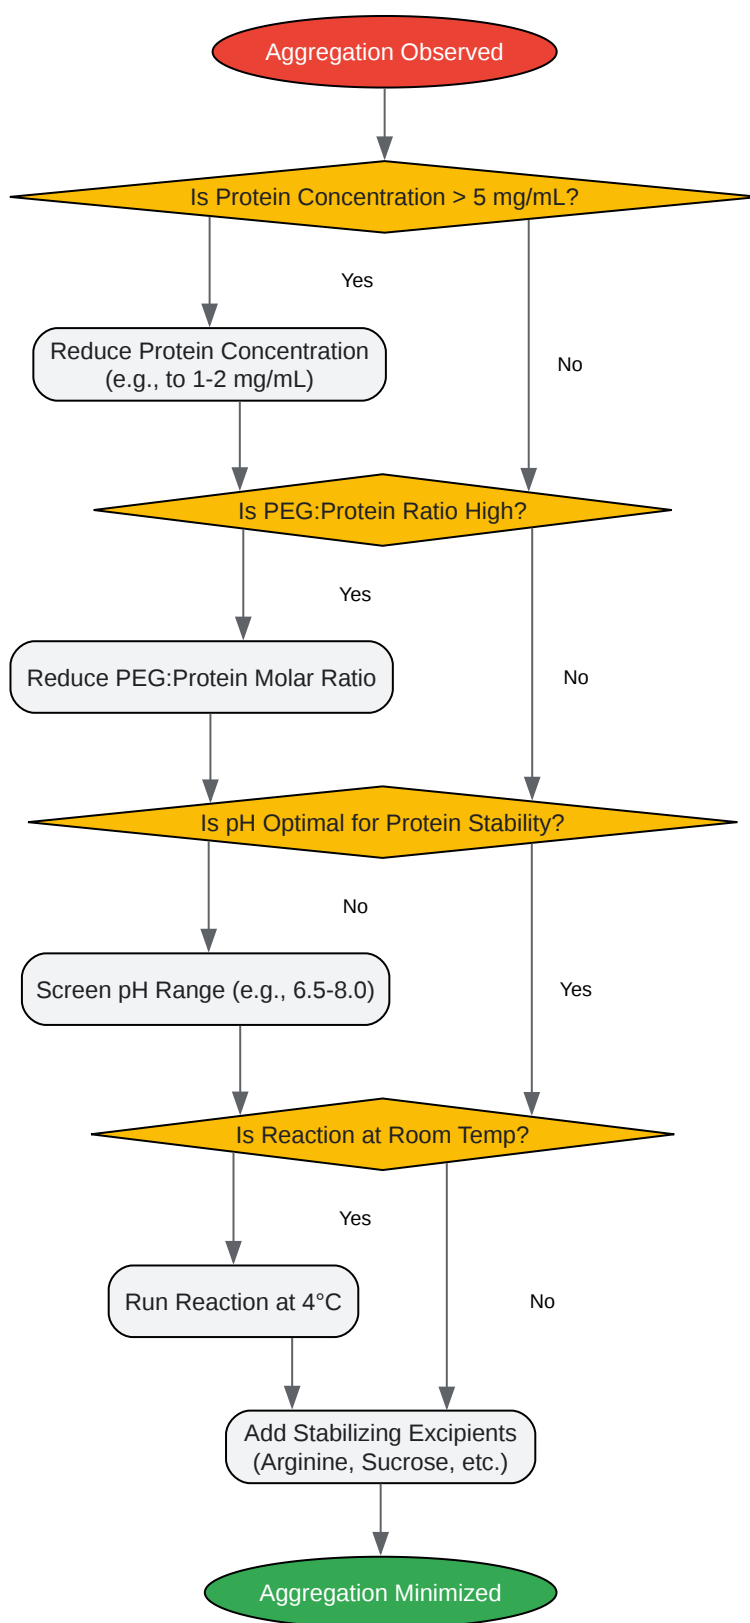 Aggregation Observed
Is Protein Concentration > 5 mg/mL?
Yes
Reduce Protein Concentration
(e.g., to 1-2 mg/mL)
No
Is PEG:Protein Ratio High?
Yes
Reduce PEG:Protein Molar Ratio
No
Is pH Optimal for Protein Stability?
No
Screen pH Range (e.g., 6.5-8.0)
Yes
Is Reaction at Room Temp?
Yes
Run Reaction at 4°C
No
Add Stabilizing Excipients
(Arginine, Sucrose, etc.)
Aggregation Minimized